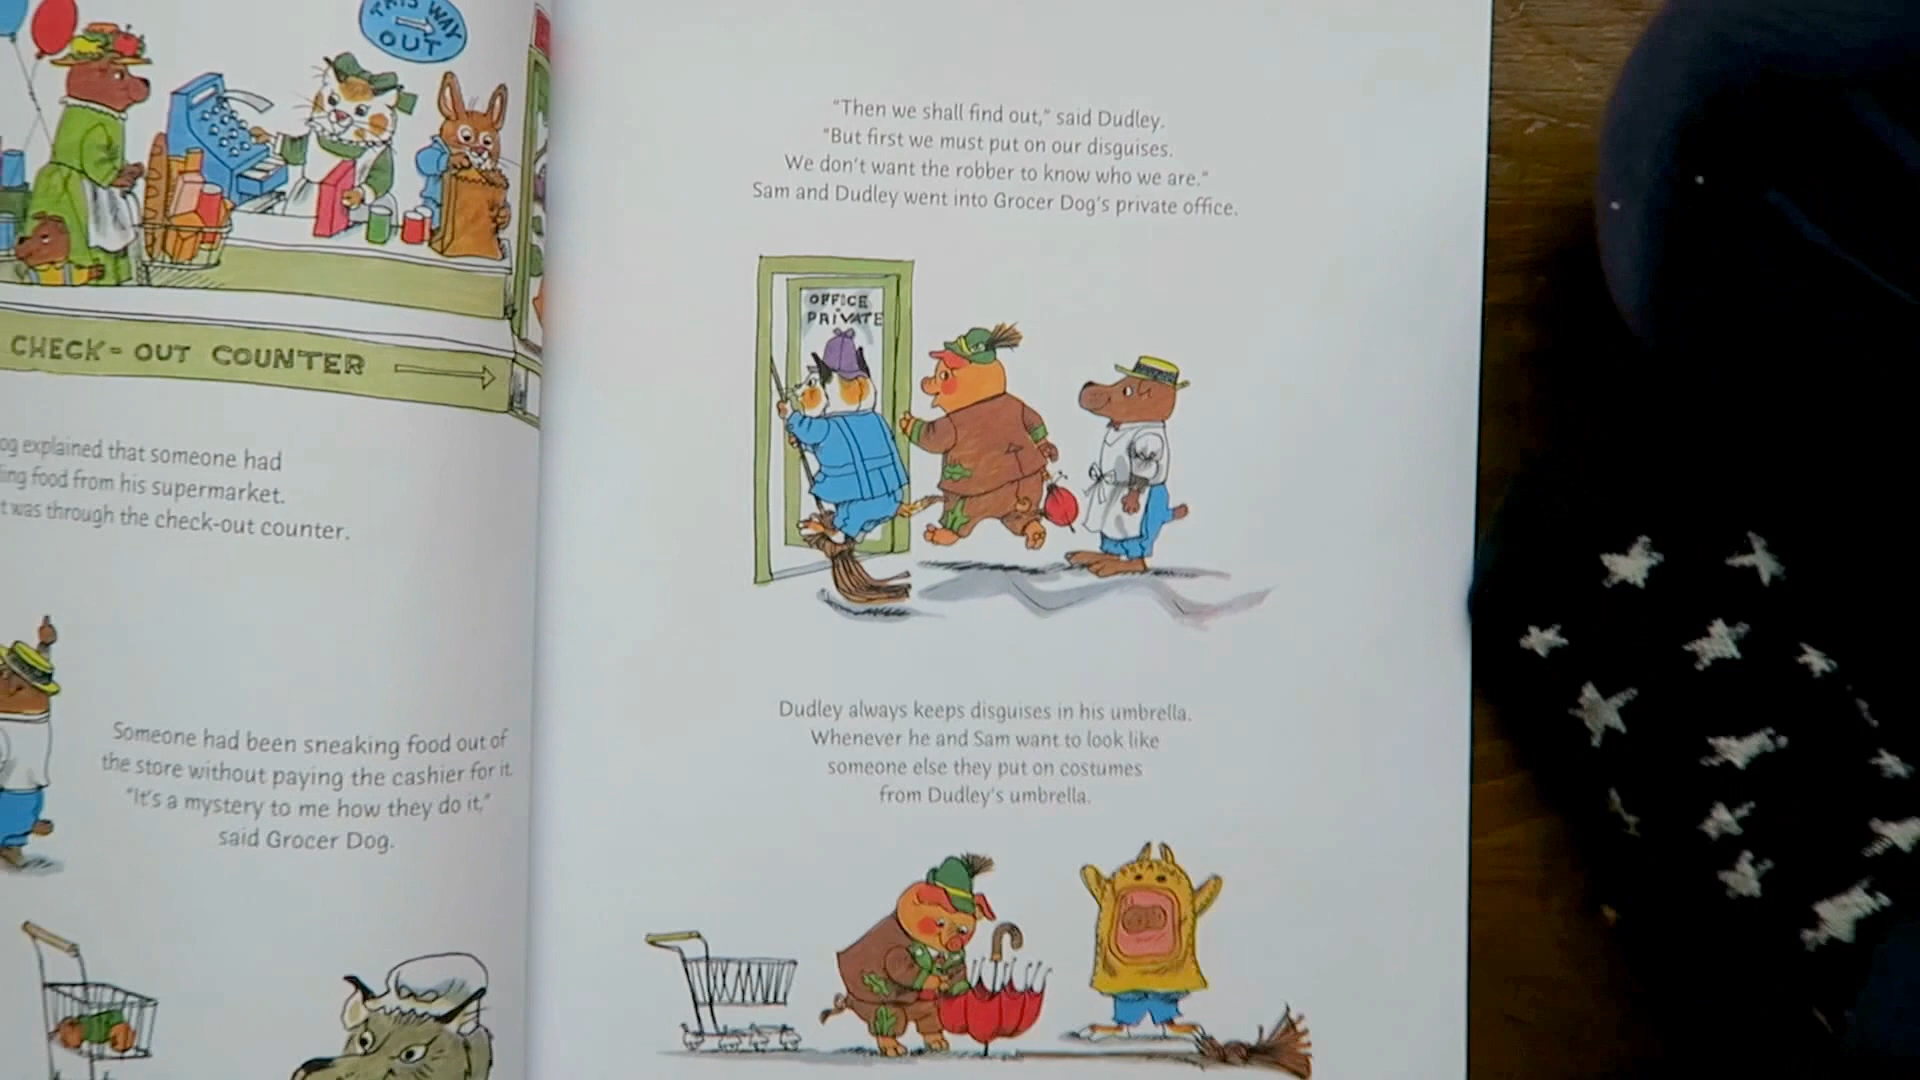 THIS WAY
OUT
CHECK-OUT COUNTER
explained that someone had
food from his supermarket.
was through the check-out counter.
Someone had been sneaking food out of
the store without paying the cashier for it.
"It's a mystery to me how they do it,"
said Grocer Dog.
"Then we shall find out," said Dudley.
"But first we must put on our disguises.
We don't want the robber to know who we are."
Sam and Dudley went into Grocer Dog's private office.
OFFICE
PRIVATE
Dudley always keeps disguises in his umbrella.
Whenever he and Sam want to look like
someone else they put on costumes
from Dudley's umbrella.